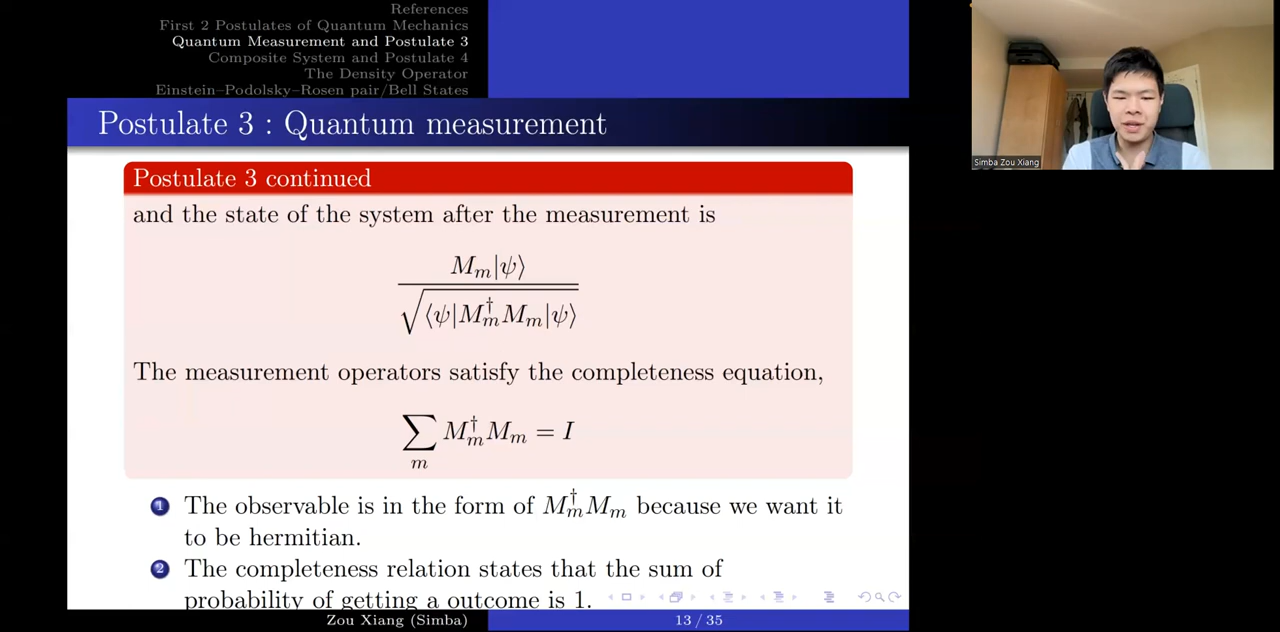 References
First 2 Postulates of Quantum Mechanics
Quantum Measurement and Postulate 3
Composite System and Postulate 4
The Density Operator
Einstein–Podolsky–Rosen pair/Bell States
Postulate 3 : Quantum measurement
Postulate 3 continued
and the state of the system after the measurement is
M_m|ψ⟩
√⟨ψ|M_m^† M_m|ψ⟩
The measurement operators satisfy the completeness equation,
∑_m M_m^† M_m = I
1 The observable is in the form of M_m^† M_m because we want it
to be hermitian.
2 The completeness relation states that the sum of
probability of getting a outcome is 1.
Zou Xiang (Simba) 13 / 35
Simba Zou Xiang